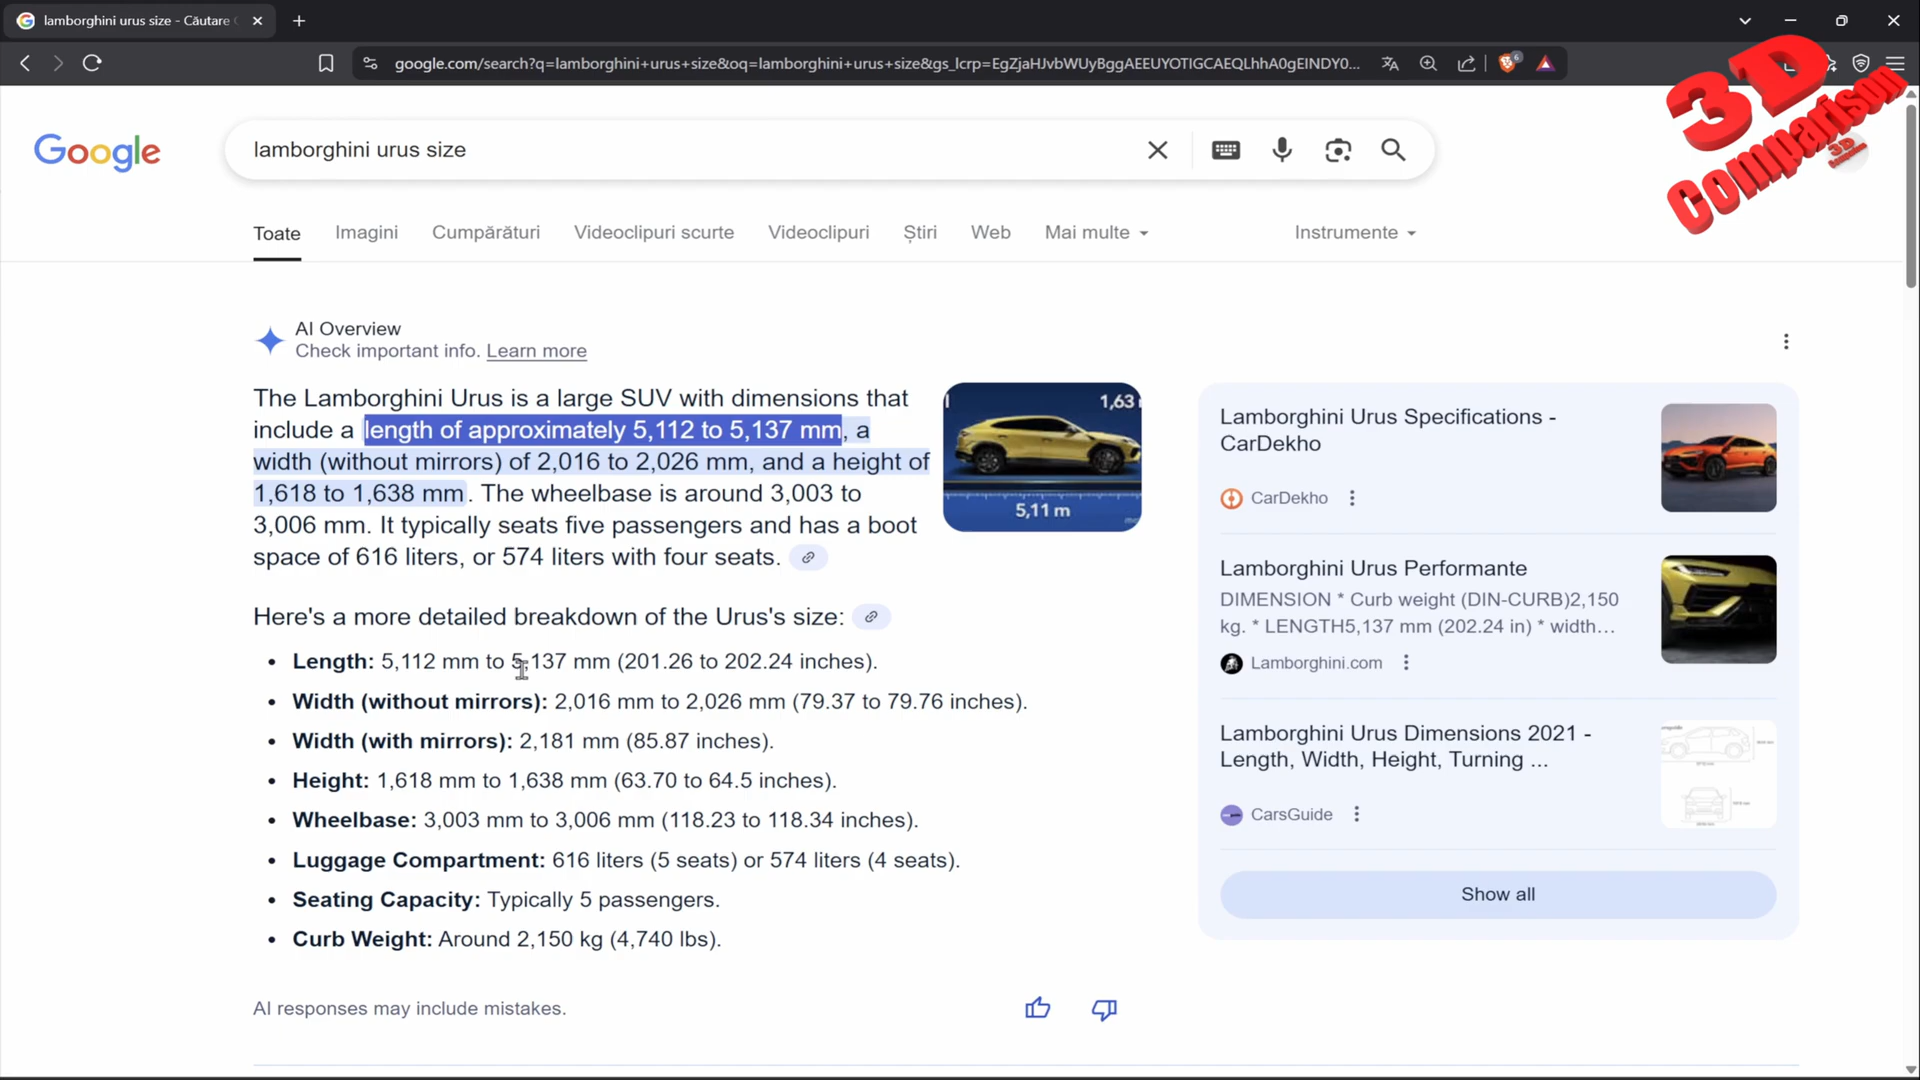 lamborghini urus size - Căutare
google.com/search?q=lamborghini+urus+size&oq=lamborghini+urus+size&gs_lcrp=EgZjaHJvbWUyBggAEEUYOTIGCAEQLhhA0gEINDY0...
6
3D
Comparison
3D
Google
lamborghini urus size
Toate
Imagini
Cumpărături
Videoclipuri scurte
Videoclipuri
Știri
Web
Mai multe
Instrumente
AI Overview
Check important info. Learn more
The Lamborghini Urus is a large SUV with dimensions that
include a length of approximately 5,112 to 5,137 mm, a
width (without mirrors) of 2,016 to 2,026 mm, and a height of
1,618 to 1,638 mm. The wheelbase is around 3,003 to
3,006 mm. It typically seats five passengers and has a boot
space of 616 liters, or 574 liters with four seats.
1,63
5,11 m
Here's a more detailed breakdown of the Urus's size:
• Length: 5,112 mm to 5,137 mm (201.26 to 202.24 inches).
• Width (without mirrors): 2,016 mm to 2,026 mm (79.37 to 79.76 inches).
• Width (with mirrors): 2,181 mm (85.87 inches).
• Height: 1,618 mm to 1,638 mm (63.70 to 64.5 inches).
• Wheelbase: 3,003 mm to 3,006 mm (118.23 to 118.34 inches).
• Luggage Compartment: 616 liters (5 seats) or 574 liters (4 seats).
• Seating Capacity: Typically 5 passengers.
• Curb Weight: Around 2,150 kg (4,740 lbs).
AI responses may include mistakes.
Lamborghini Urus Specifications -
CarDekho
CarDekho
Lamborghini Urus Performante
DIMENSION * Curb weight (DIN-CURB)2,150
kg. * LENGTH5,137 mm (202.24 in) * width...
Lamborghini.com
Lamborghini Urus Dimensions 2021 -
Length, Width, Height, Turning ...
CarsGuide
Show all